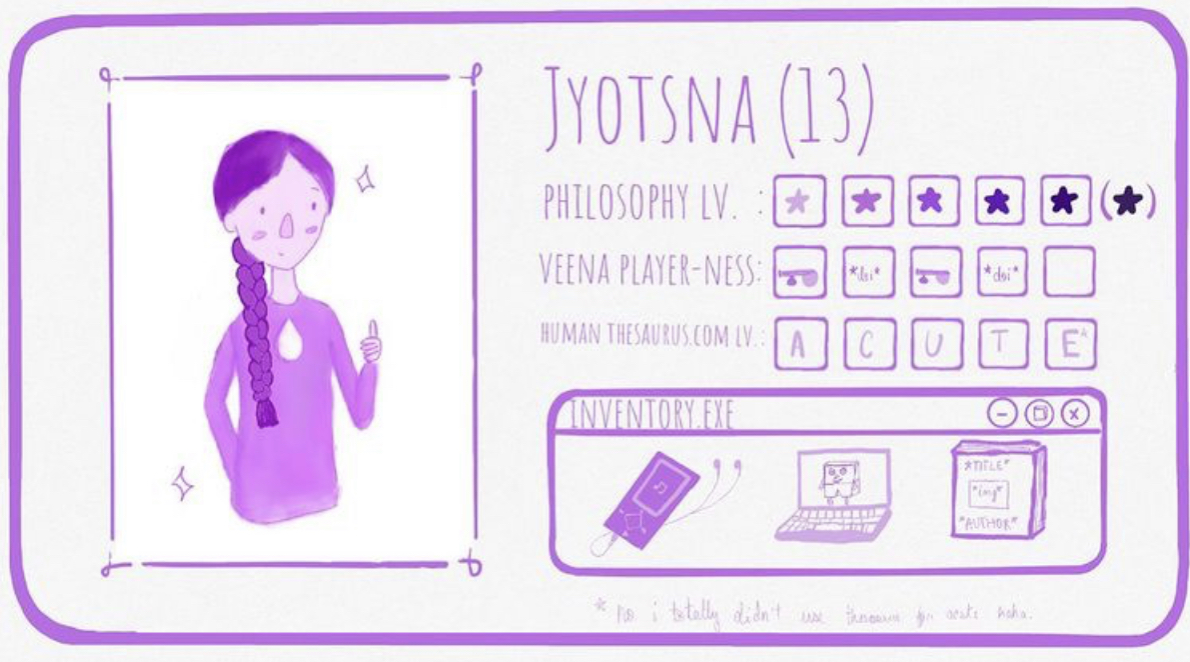 JYOTSNA (13)
PHILOSOPHY LV. :
VEENA PLAYER-NESS: *doi* *doi*
HUMAN THESAURUS.COM LV.: A C U T E*
INVENTORY.EXE
*TITLE*
*img*
*AUTHOR*
* no i totally didn't use for acute haha.